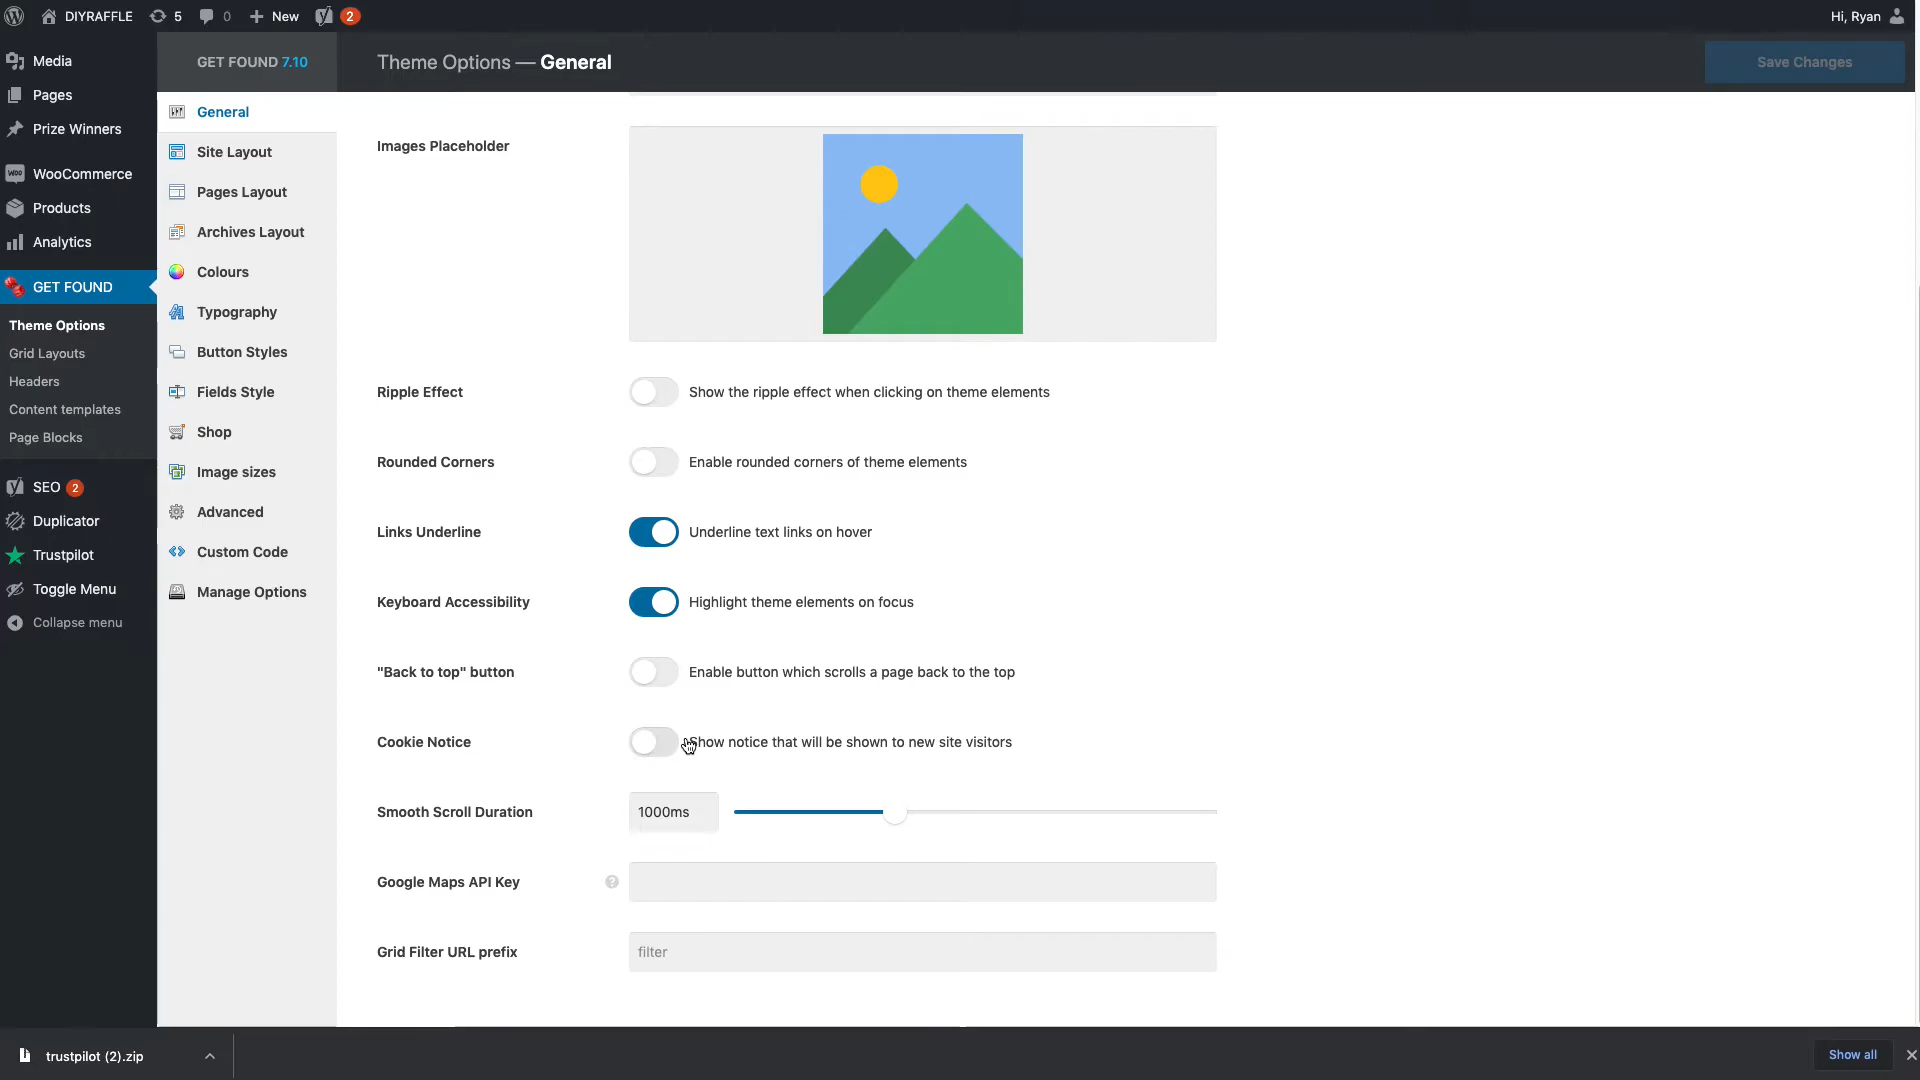 DIYRAFFLE 5 0 New 2 Hi, Ryan
Media
Pages
Prize Winners
WooCommerce
Products
Analytics
GET FOUND
Theme Options
Grid Layouts
Headers
Content templates
Page Blocks
SEO 2
Duplicator
Trustpilot
Toggle Menu
Collapse menu
GET FOUND 7.10
General
Site Layout
Pages Layout
Archives Layout
Colours
Typography
Button Styles
Fields Style
Shop
Image sizes
Advanced
Custom Code
Manage Options
Theme Options — General
Save Changes
Images Placeholder
Ripple Effect Show the ripple effect when clicking on theme elements
Rounded Corners Enable rounded corners of theme elements
Links Underline Underline text links on hover
Keyboard Accessibility Highlight theme elements on focus
"Back to top" button Enable button which scrolls a page back to the top
Cookie Notice Show notice that will be shown to new site visitors
Smooth Scroll Duration 1000ms
Google Maps API Key ?
Grid Filter URL prefix filter
trustpilot (2).zip
Show all